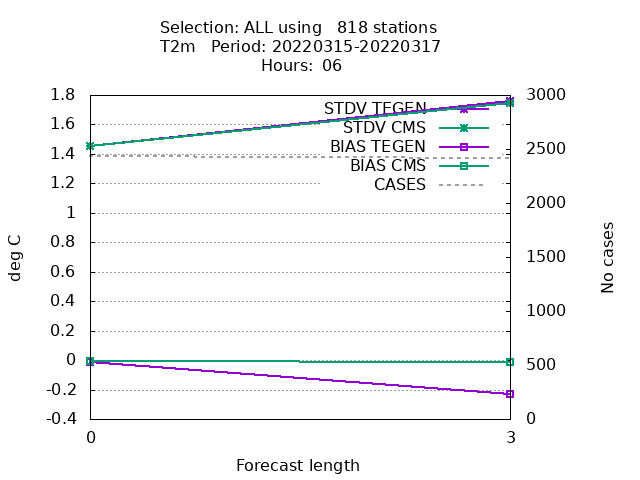 Selection: ALL using   818 stations
T2m   Period: 20220315-20220317
Hours: 06
1.8
1.6
1.4
1.2
1
0.8
0.6
0.4
0.2
0
-0.2
-0.4
deg C
STDV TEGEN
STDV CMS
BIAS TEGEN
BIAS CMS
CASES
3000
2500
2000
1500
1000
500
0
No cases
0
3
Forecast length